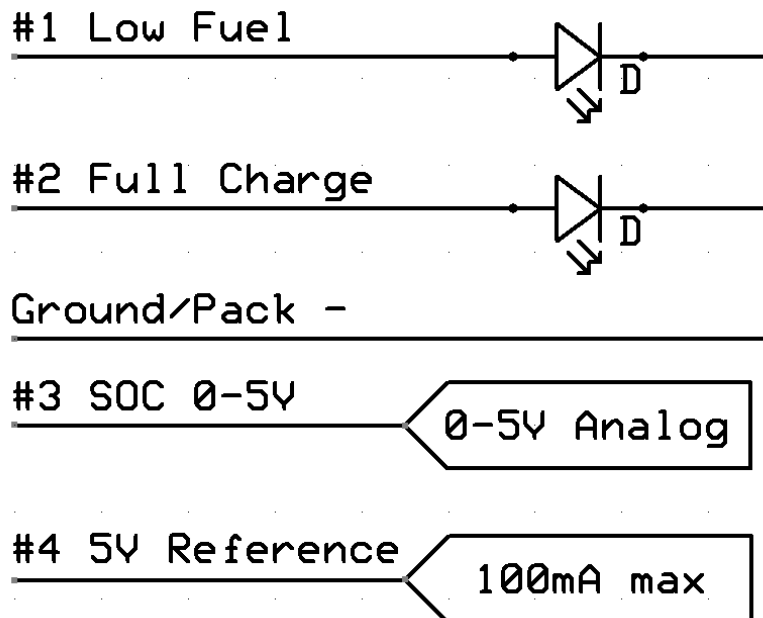 #1 Low Fuel
D
#2 Full Charge
D
Ground/Pack -
#3 SOC 0-5V
0-5V Analog
#4 5V Reference
100mA max